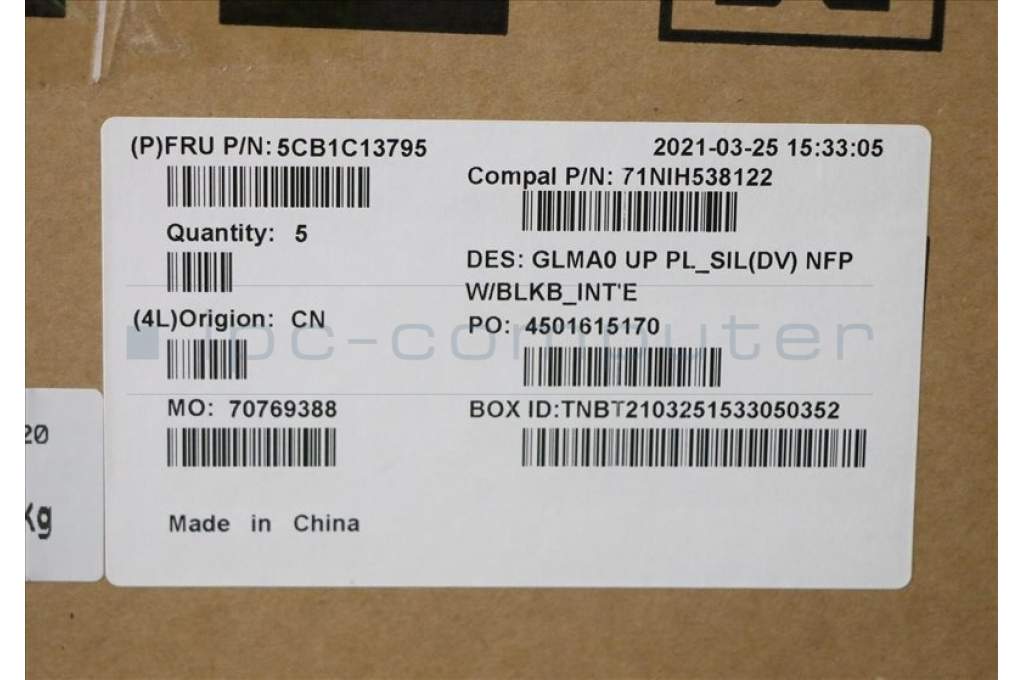 (P)FRU P/N: 5CB1C13795
2021-03-25 15:33:05
Compal P/N: 71NIH538122
Quantity: 5
DES: GLMA0 UP PL_SIL(DV) NFP
W/BLKB_INT'E
(4L)Origion: CN
PO: 4501615170
ipc-computer
MO: 70769388
BOX ID:TNBT2103251533050352
Made in China
20
Kg